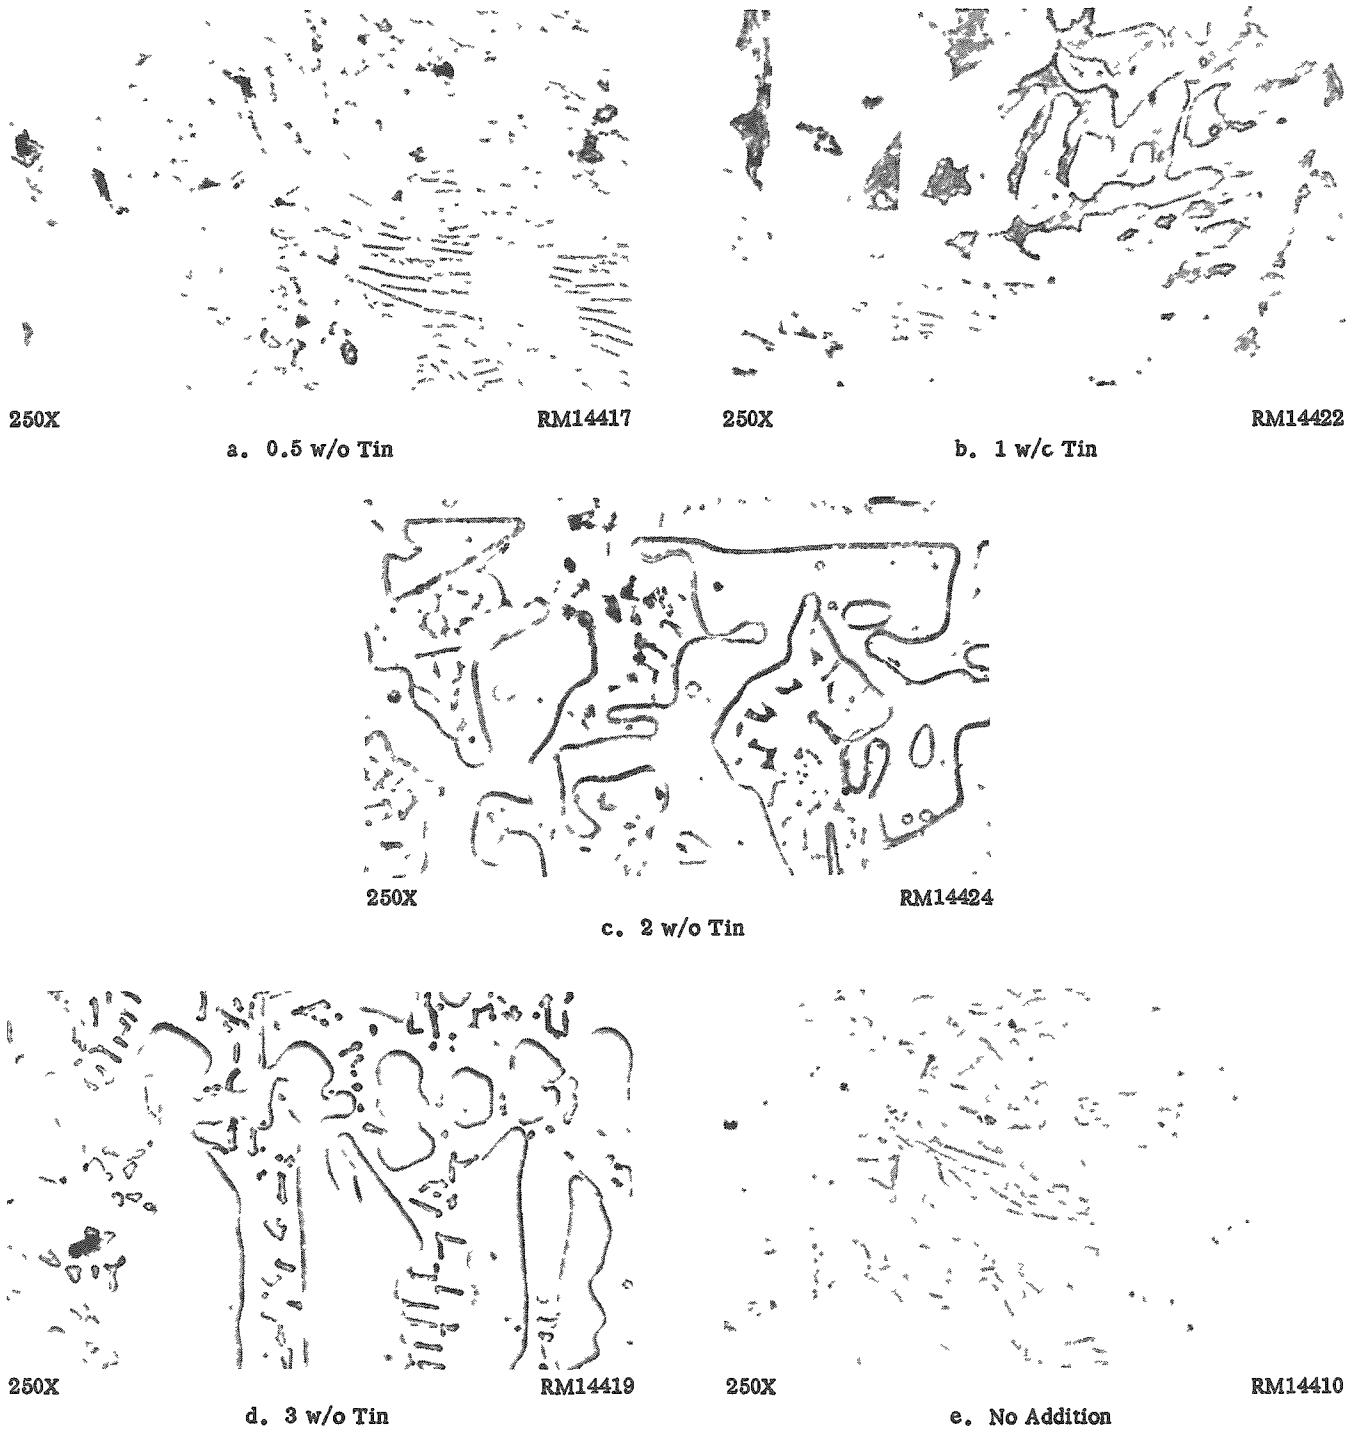 250X RM14417
a. 0.5 w/o Tin
250X RM14422
b. 1 w/c Tin
250X RM14424
c. 2 w/o Tin
250X RM14419
d. 3 w/o Tin
250X RM14410
e. No Addition